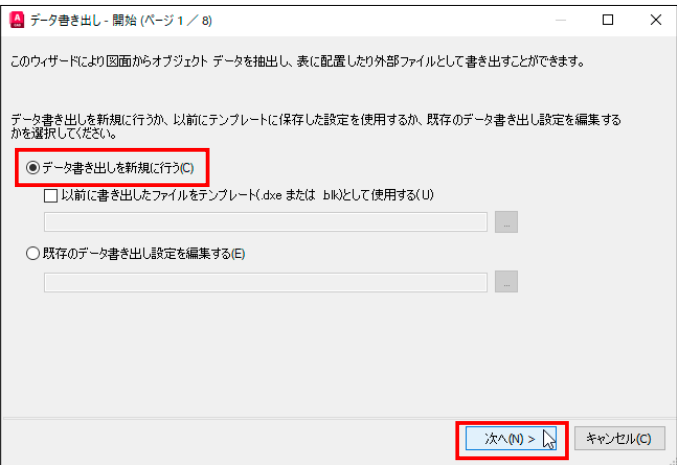 データ書き出し - 開始 (ページ 1 ／ 8)
このウィザードにより図面からオブジェクト データを抽出し、表に配置したり外部ファイルとして書き出すことができます。
データ書き出しを新規に行うか、以前にテンプレートに保存した設定を使用するか、既存のデータ書き出し設定を編集する
かを選択してください。
データ書き出しを新規に行う(C)
以前に書き出したファイルをテンプレート(.dxe または .blk)として使用する(U)
...
既存のデータ書き出し設定を編集する(E)
...
次へ(N) >
キャンセル(C)